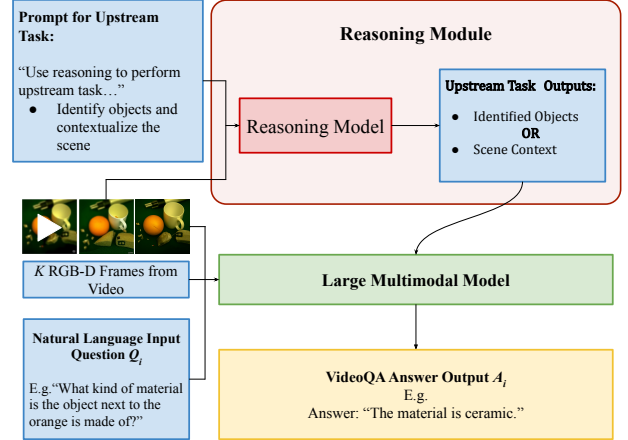 Prompt for Upstream
Task:
“Use reasoning to perform
upstream task…”
● Identify objects and
contextualize the
scene
Reasoning Module
Reasoning Model
Upstream Task Outputs:
● Identified Objects
OR
● Scene Context
K RGB-D Frames from
Video
Large Multimodal Model
Natural Language Input
Question Qi
E.g.“What kind of material
is the object next to the
orange is made of?”
VideoQA Answer Output Ai
E.g.
Answer: “The material is ceramic.”